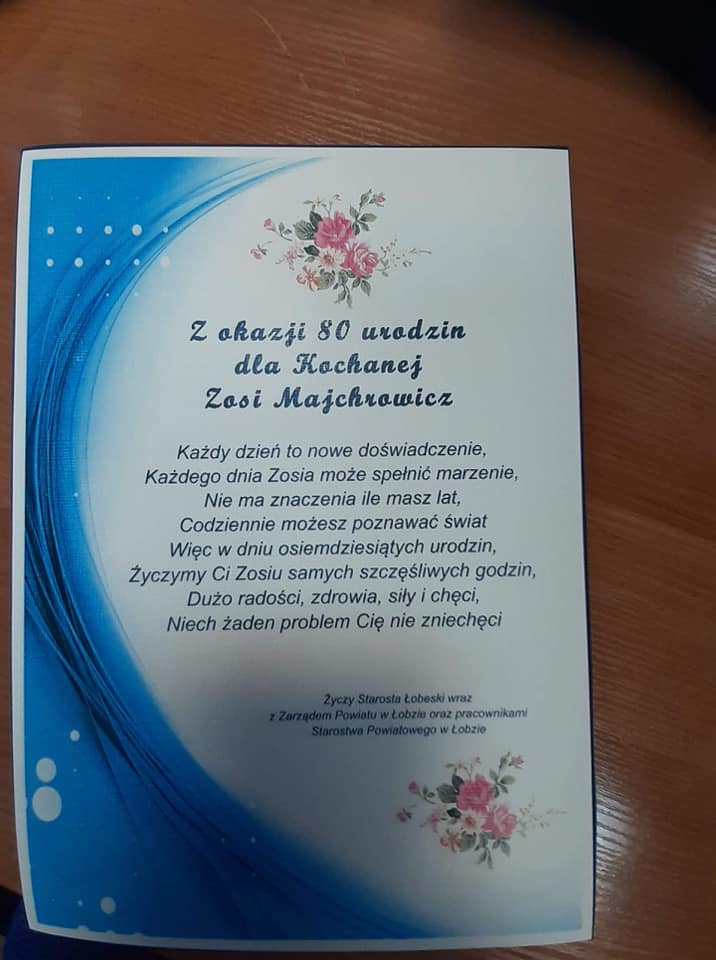 Z okazji 80 urodzin
dla Kochanej
Zosi Majchrowicz
Każdy dzień to nowe doświadczenie,
Każdego dnia Zosia może spełnić marzenie,
Nie ma znaczenia ile masz lat,
Codziennie możesz poznawać świat
Więc w dniu osiemdziesiątych urodzin,
Życzymy Ci Zosiu samych szczęśliwych godzin,
Dużo radości, zdrowia, siły i chęci,
Niech żaden problem Cię nie zniechęci
Życzy Starosta Łobeski wraz
z Zarządem Powiatu w Łobzie oraz pracownikami
Starostwa Powiatowego w Łobzie